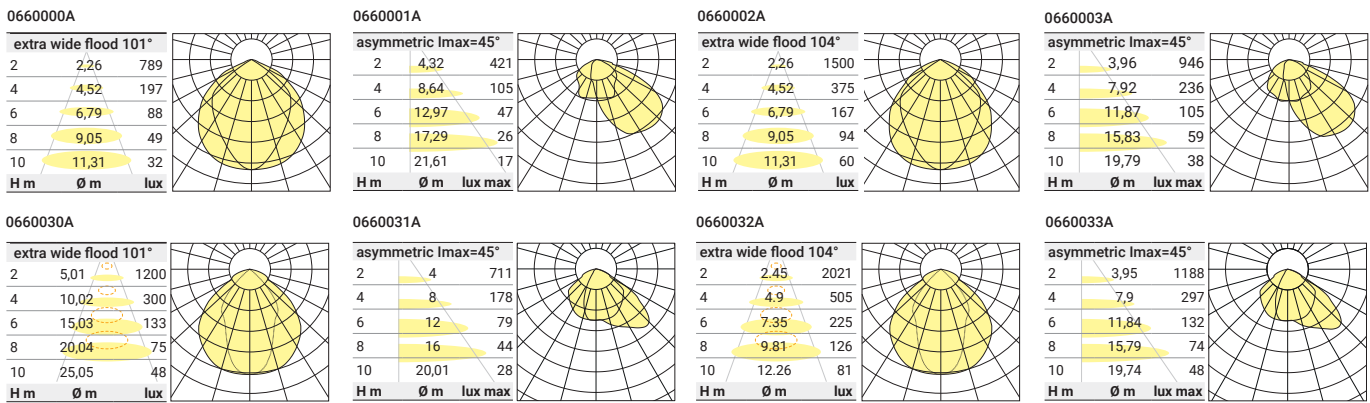 0660000A
extra wide flood 101°
2 2,26 789
4 4,52 197
6 6,79 88
8 9,05 49
10 11,31 32
H m Ø m lux
0660001A
asymmetric Imax=45°
2 4,32 421
4 8,64 105
6 12,97 47
8 17,29 26
10 21,61 17
H m Ø m lux max
0660002A
extra wide flood 104°
2 2,26 1500
4 4,52 375
6 6,79 167
8 9,05 94
10 11,31 60
H m Ø m lux
0660003A
asymmetric Imax=45°
2 3,96 946
4 7,92 236
6 11,87 105
8 15,83 59
10 19,79 38
H m Ø m lux max
0660030A
extra wide flood 101°
2 5,01 1200
4 10,02 300
6 15,03 133
8 20,04 75
10 25,05 48
H m Ø m lux
0660031A
asymmetric Imax=45°
2 4 711
4 8 178
6 12 79
8 16 44
10 20,01 28
H m Ø m lux max
0660032A
extra wide flood 104°
2 2.45 2021
4 4.9 505
6 7.35 225
8 9.81 126
10 12.26 81
H m Ø m lux
0660033A
asymmetric Imax=45°
2 3,95 1188
4 7,9 297
6 11,84 132
8 15,79 74
10 19,74 48
H m Ø m lux max